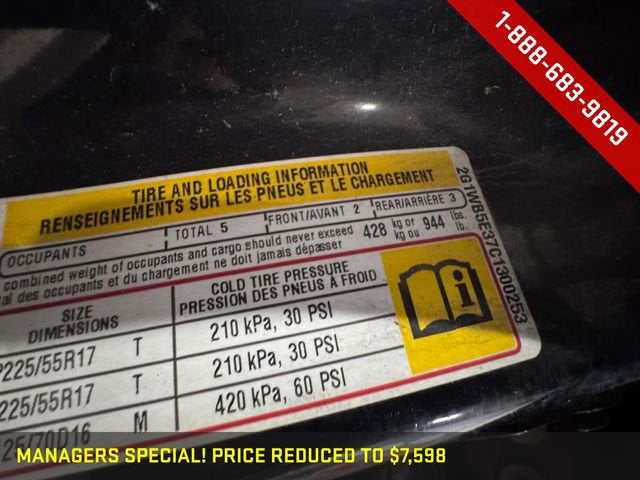 1-888-683-9819
TIRE AND LOADING INFORMATION
RENSEIGNEMENTS SUR LES PNEUS ET LE CHARGEMENT
OCCUPANTS TOTAL 5 FRONT/AVANT 2 REAR/ARRIÈRE 3
combined weight of occupants and cargo should never exceed 428 kg or 944 lbs.
des occupants et du chargement ne doit jamais dépasser kg ou lb.
SIZE COLD TIRE PRESSURE
DIMENSIONS PRESSION DES PNEUS À FROID
P225/55R17 T 210 kPa, 30 PSI
225/55R17 T 210 kPa, 30 PSI
25/70D16 M 420 kPa, 60 PSI
2G1WB5E37C1300253
MANAGERS SPECIAL! PRICE REDUCED TO $7,598